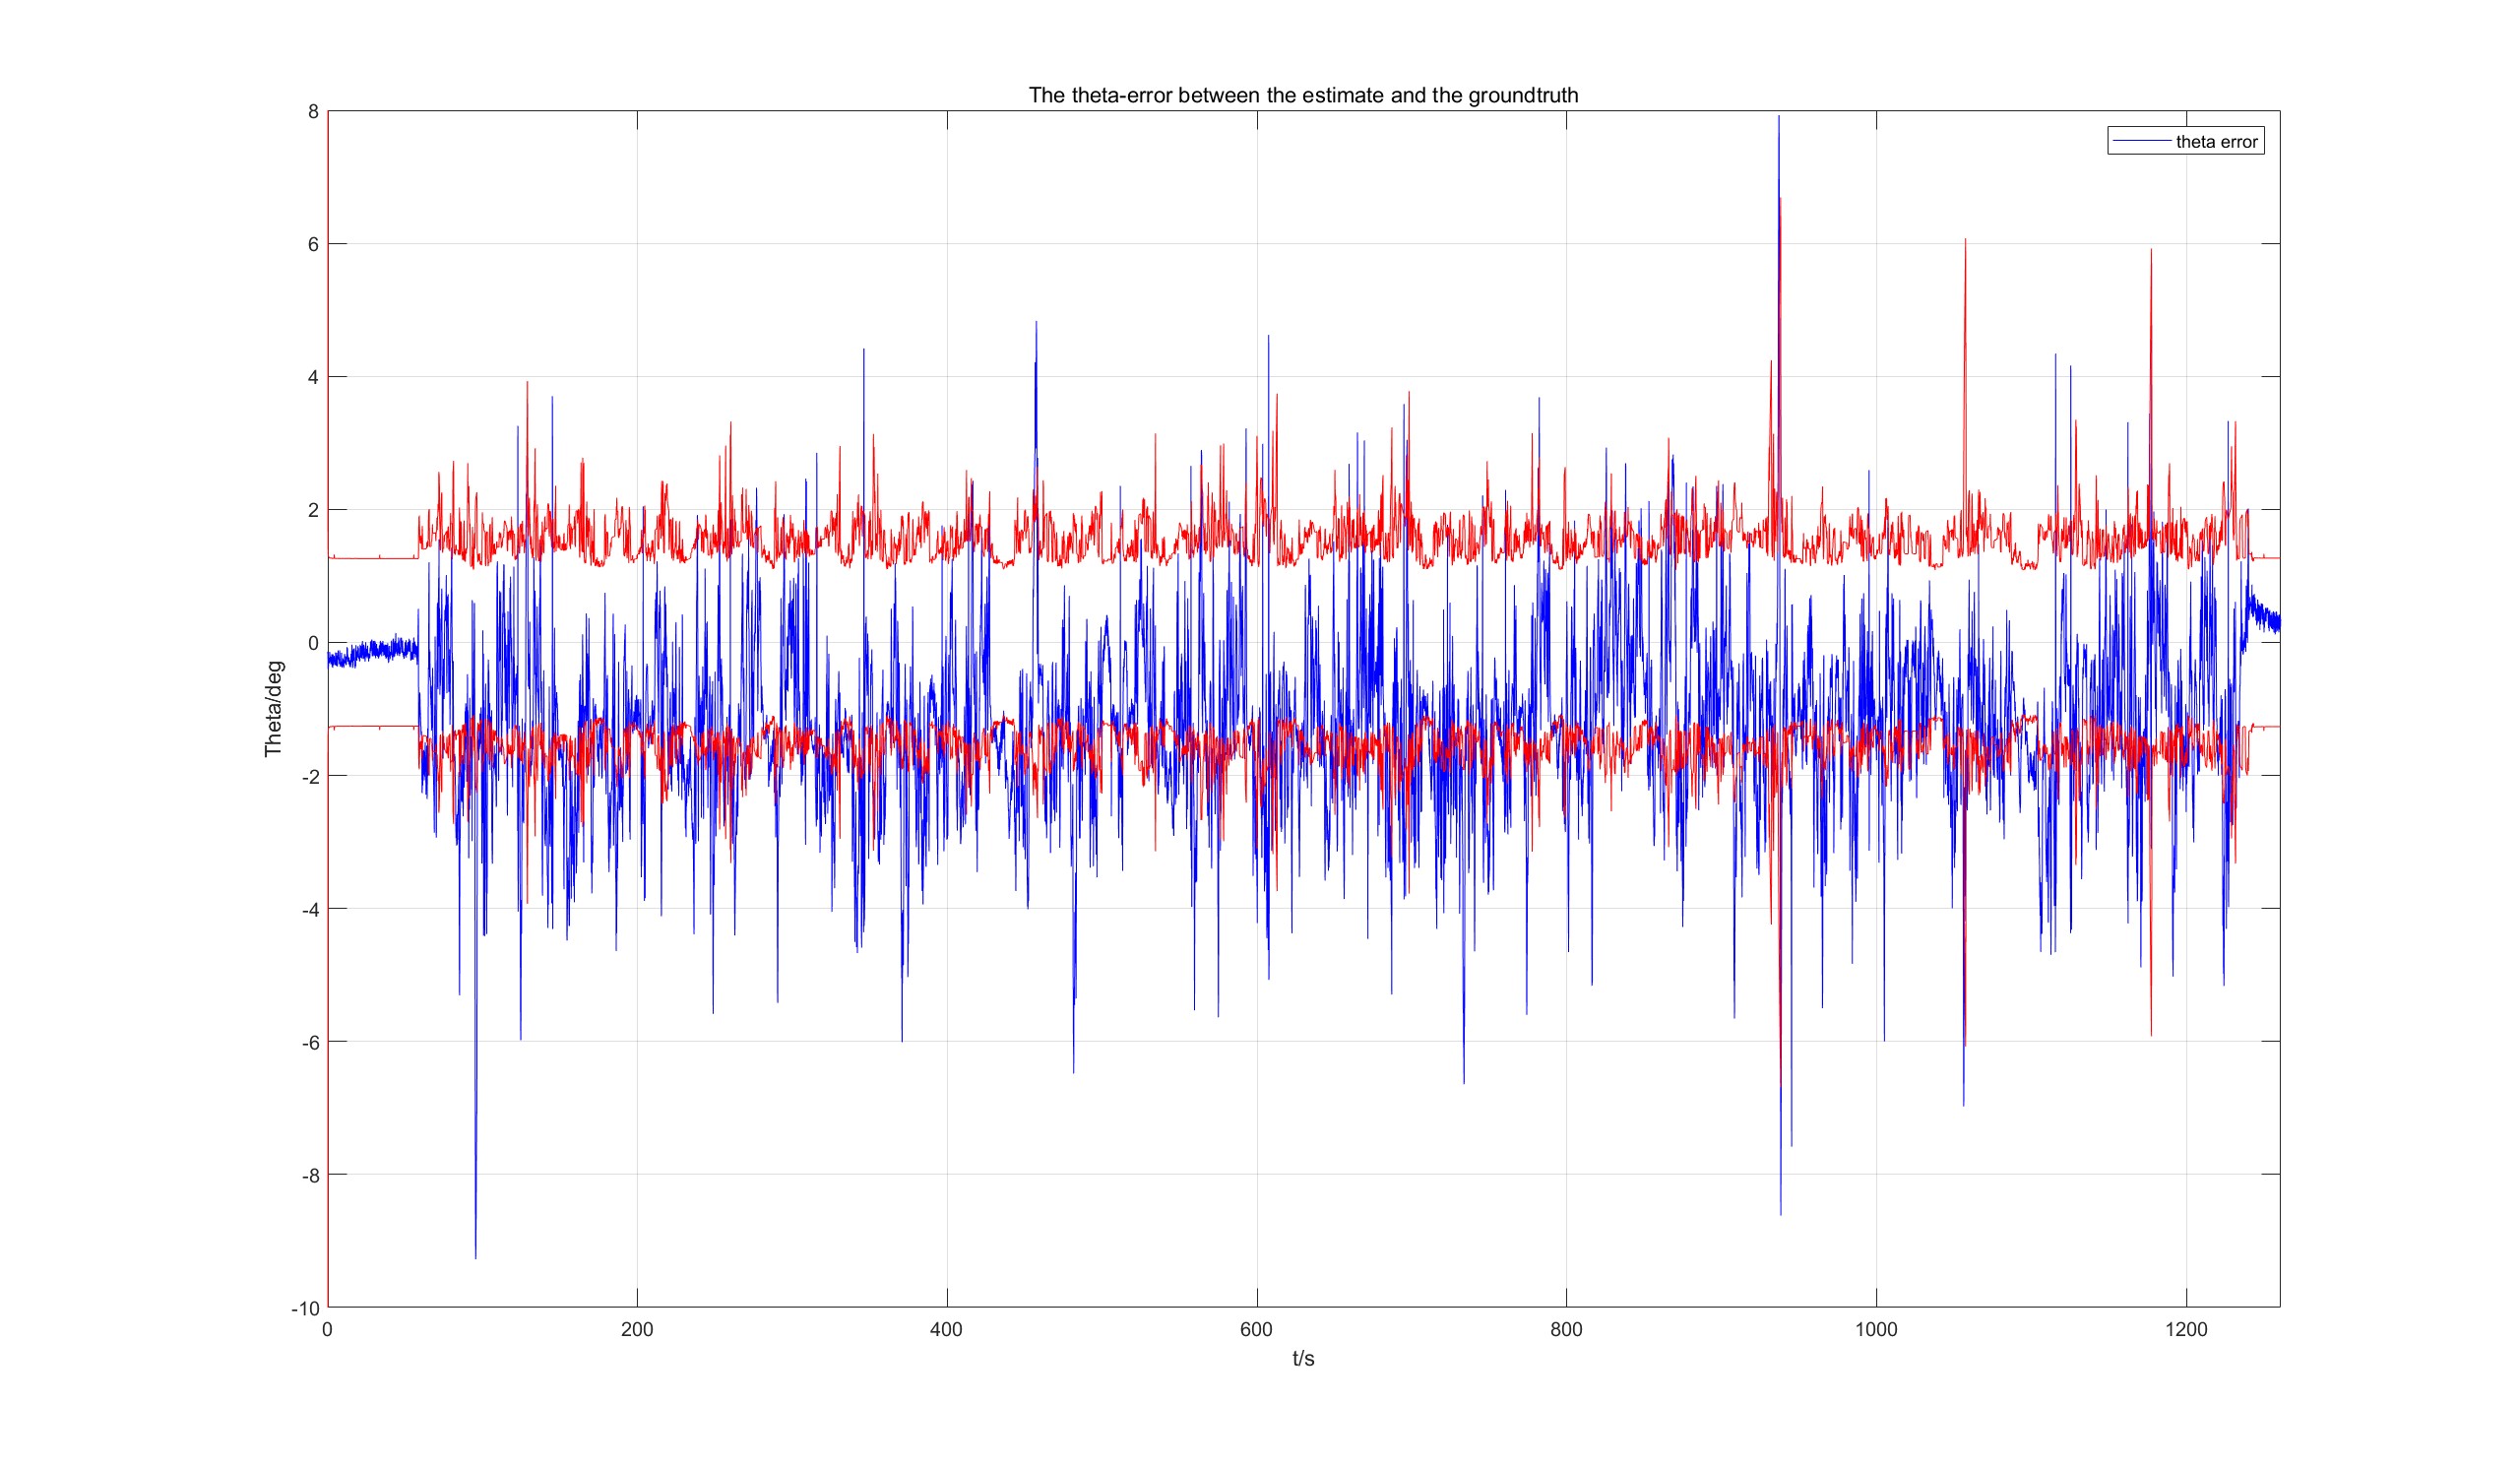 The theta-error between the estimate and the groundtruth
theta error
8
6
4
2
0
-2
-4
-6
-8
-10
Theta/deg
0 200 400 600 800 1000 1200
t/s